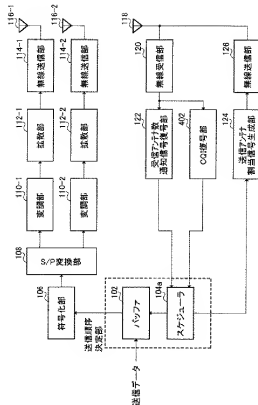 116-1
116-2
118
114-1
無線送信部
114-2
無線送信部
120
無線受信部
126
無線送信部
112-1
拡散部
112-2
拡散部
122
受信アンテナ数
通知信号復号部
402
CQI復号部
124
送信アンテナ
割当信号生成部
110-1
変調部
110-2
変調部
108
S/P変換部
106
符号化部
送信順序
決定部
102
バッファ
104a
スケジューラ
送信データ